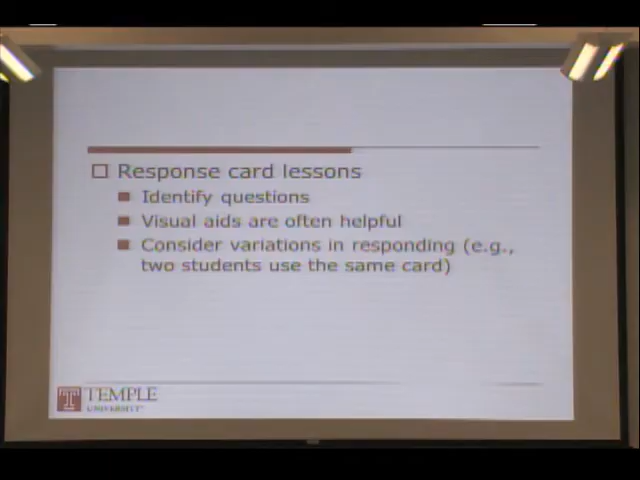 Response card lessons
Identify questions
Visual aids are often helpful
Consider variations in responding (e.g.,
two students use the same card)
TEMPLE
UNIVERSITY